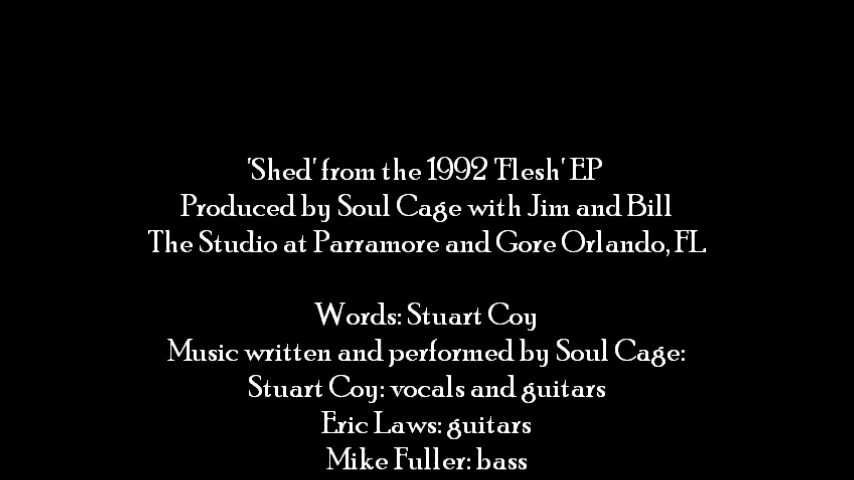 'Shed' from the 1992 'Flesh' EP
Produced by Soul Cage with Jim and Bill
The Studio at Parramore and Gore Orlando, FL
Words: Stuart Coy
Music written and performed by Soul Cage:
Stuart Coy: vocals and guitars
Eric Laws: guitars
Mike Fuller: bass